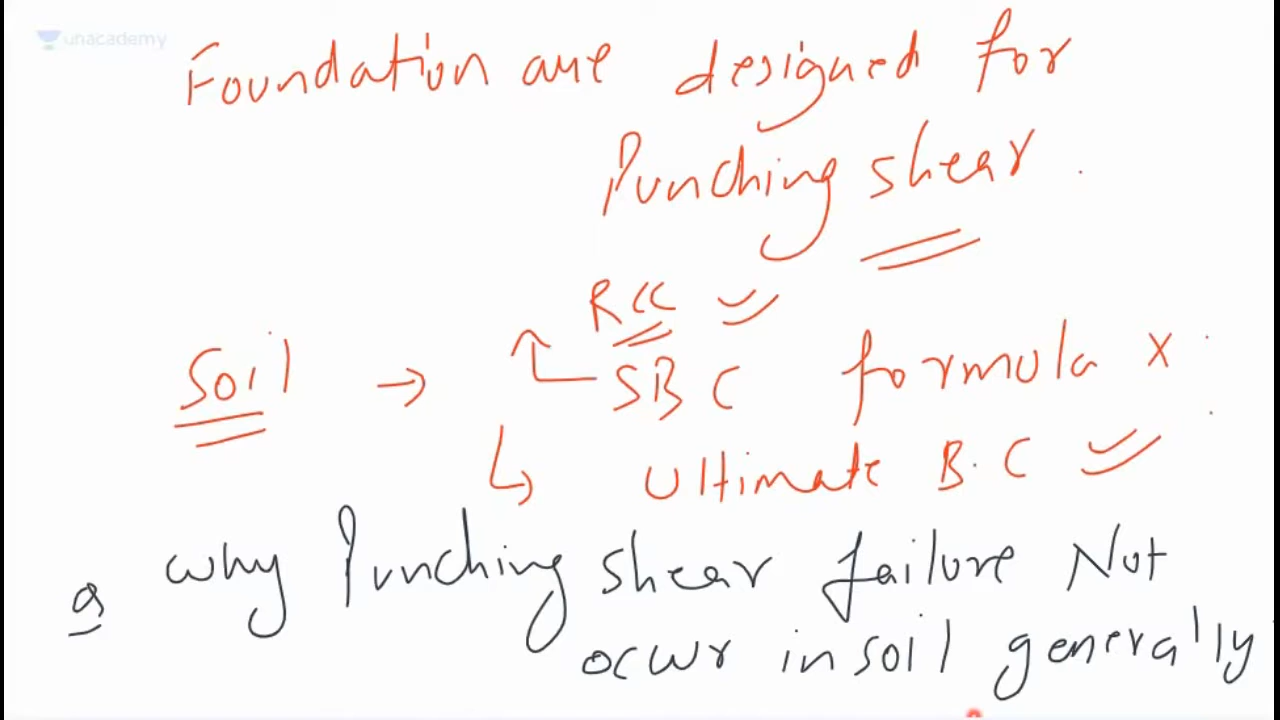 unacademy
Foundation are designed for
Punching shear.
RCC
Soil → SBC formula x
Ultimate B.C
Q why Punching shear failure Not
occur in soil generally